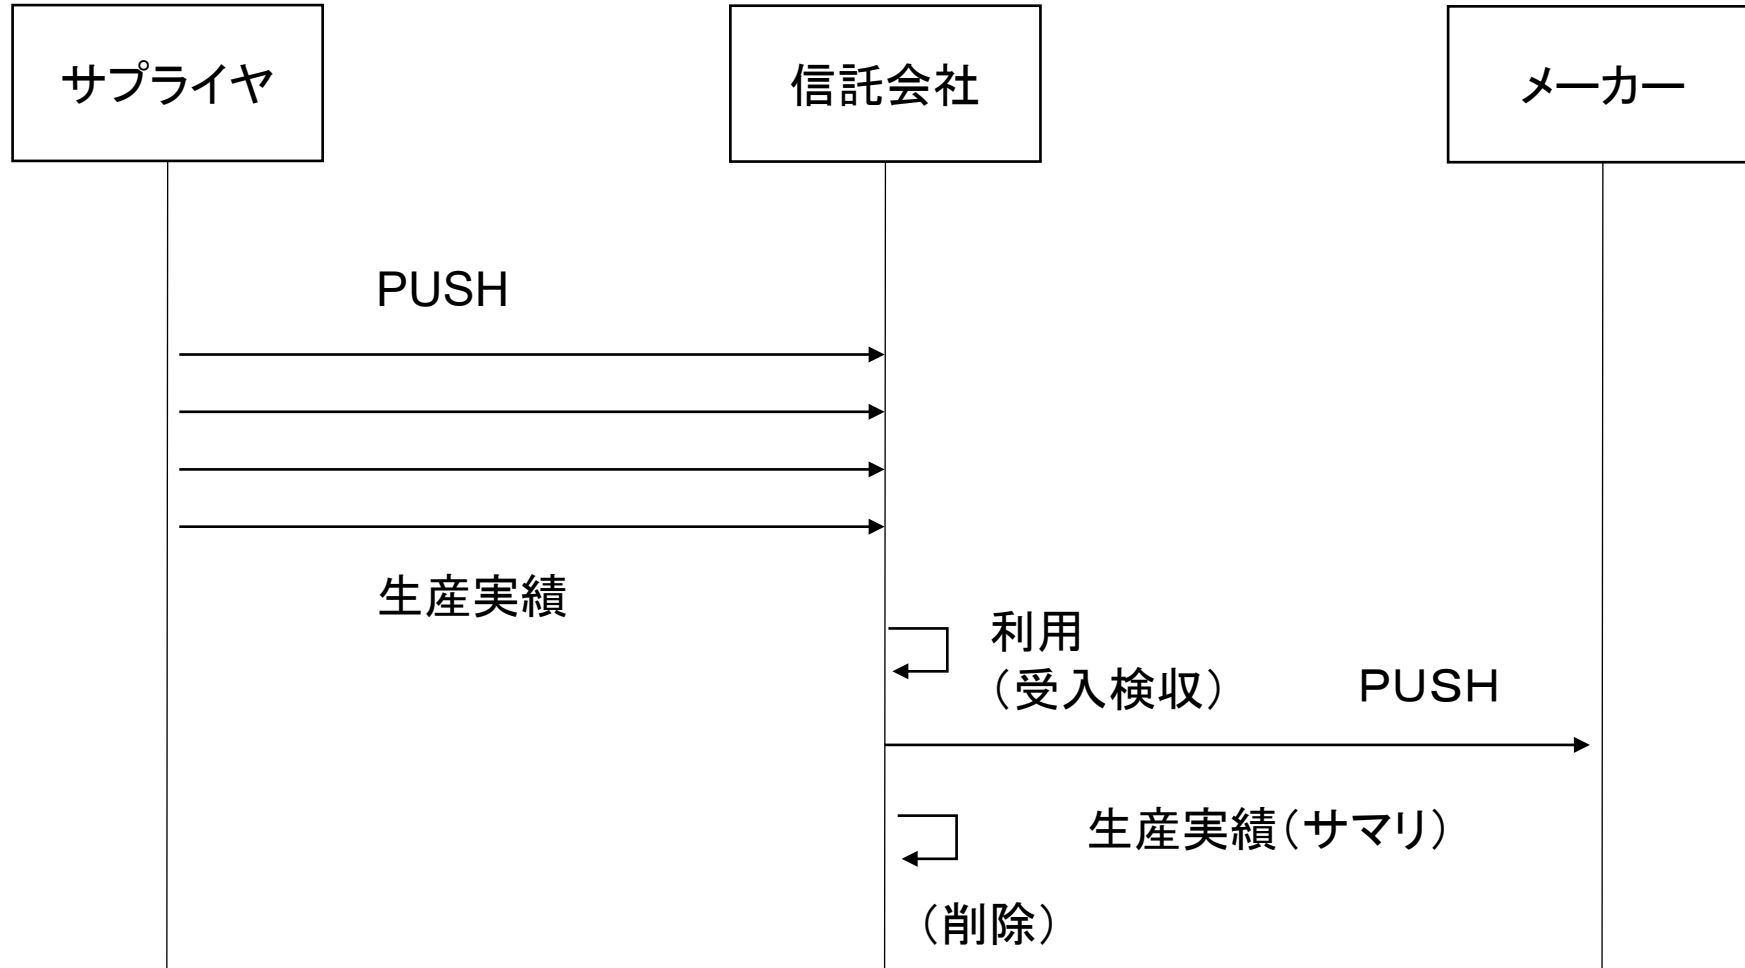 サプライヤ
信託会社
メーカー
PUSH
生産実績
利用
（受入検収）
PUSH
生産実績（サマリ）
（削除）